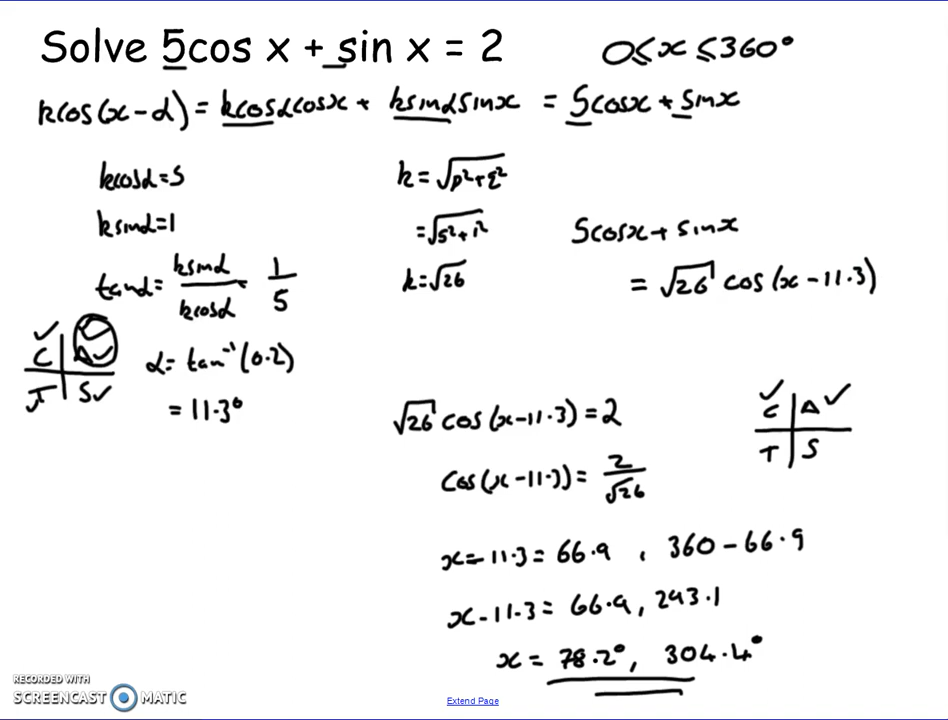 Solve 5cos x + sin x = 2 0≤x≤360°
kcos(x-α) = kcosαcosx + ksinαsinx = 5cosx + sinx
kcosα=5
ksinα=1
tanα= ksinα/kcosα = 1/5
C A
T S
α= tan⁻¹(0.2)
= 11.3°
k=√p²+q²
=√5²+1²
k=√26
5cosx + sinx
= √26 cos(x-11.3)
√26 cos(x-11.3)=2
C A
T S
cos(x-11.3)= 2/√26
x-11.3=66.9, 360-66.9
x-11.3=66.9, 293.1
x = 78.2°, 304.4°
RECORDED WITH
SCREENCAST MATIC
Extend Page